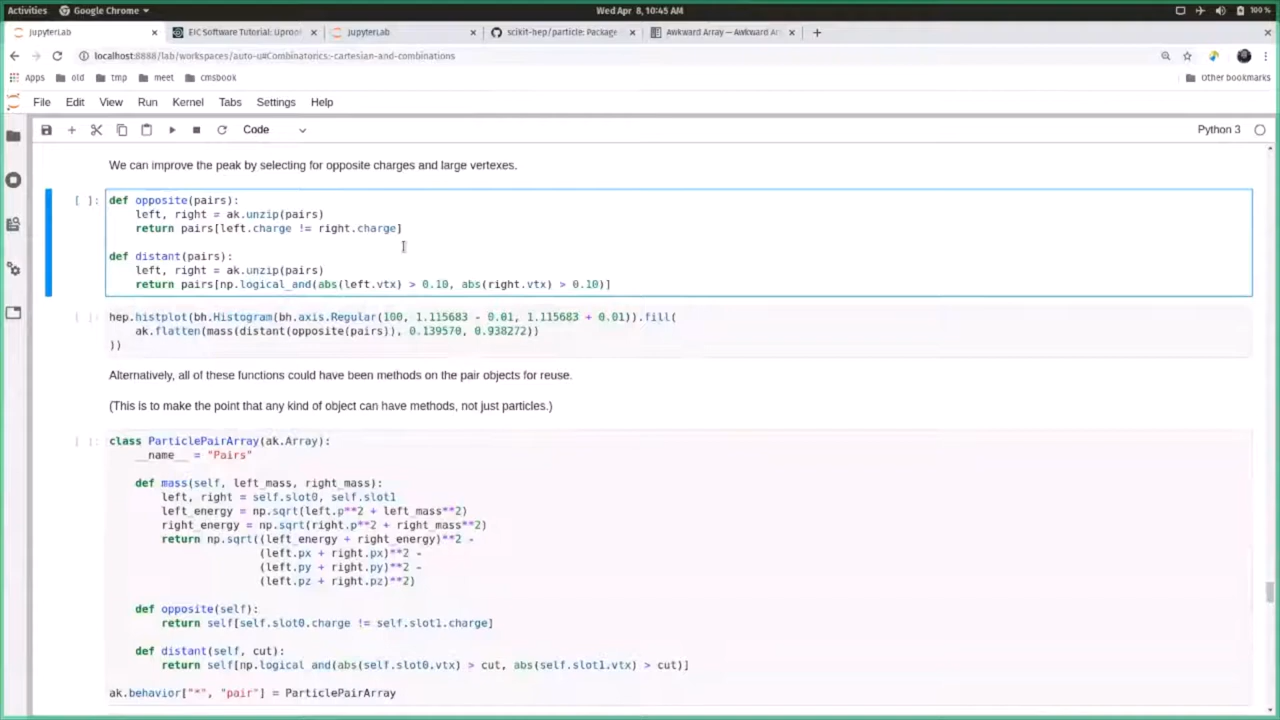 Activities Google Chrome Wed Apr 8, 10:45 AM 100 %
JupyterLab EIC Software Tutorial: Uproo JupyterLab scikit-hep/particle: Package Awkward Array — Awkward Ar
localhost:8888/lab/workspaces/auto-u#Combinatorics:-cartesian-and-combinations
Apps old tmp meet cmsbook Other bookmarks
File Edit View Run Kernel Tabs Settings Help
Code Python 3
We can improve the peak by selecting for opposite charges and large vertexes.
[ ]: def opposite(pairs):
left, right = ak.unzip(pairs)
return pairs[left.charge != right.charge]
def distant(pairs):
left, right = ak.unzip(pairs)
return pairs[np.logical_and(abs(left.vtx) > 0.10, abs(right.vtx) > 0.10)]
[ ]: hep.histplot(bh.Histogram(bh.axis.Regular(100, 1.115683 - 0.01, 1.115683 + 0.01)).fill(
ak.flatten(mass(distant(opposite(pairs)), 0.139570, 0.938272))
))
Alternatively, all of these functions could have been methods on the pair objects for reuse.
(This is to make the point that any kind of object can have methods, not just particles.)
[ ]: class ParticlePairArray(ak.Array):
__name__ = "Pairs"
def mass(self, left_mass, right_mass):
left, right = self.slot0, self.slot1
left_energy = np.sqrt(left.p**2 + left_mass**2)
right_energy = np.sqrt(right.p**2 + right_mass**2)
return np.sqrt((left_energy + right_energy)**2 -
(left.px + right.px)**2 -
(left.py + right.py)**2 -
(left.pz + right.pz)**2)
def opposite(self):
return self[self.slot0.charge != self.slot1.charge]
def distant(self, cut):
return self[np.logical_and(abs(self.slot0.vtx) > cut, abs(self.slot1.vtx) > cut)]
ak.behavior["*", "pair"] = ParticlePairArray